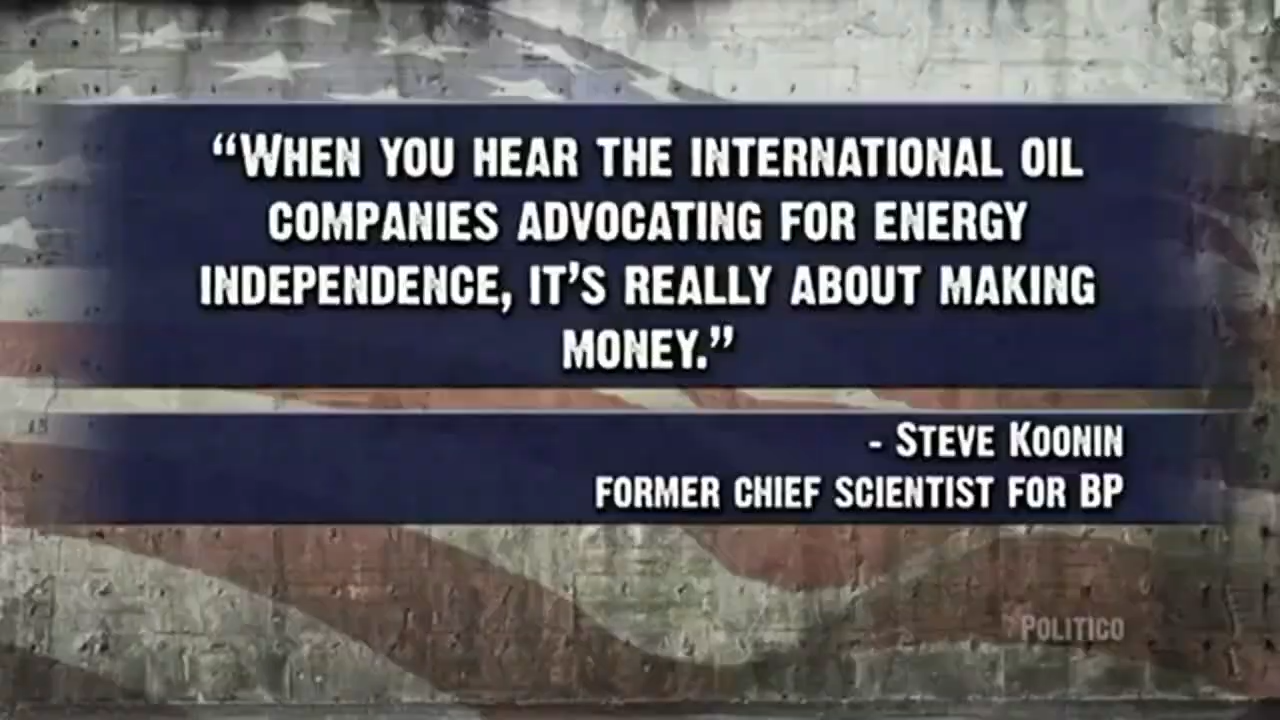 “WHEN YOU HEAR THE INTERNATIONAL OIL
COMPANIES ADVOCATING FOR ENERGY
INDEPENDENCE, IT’S REALLY ABOUT MAKING
MONEY.”
- STEVE KOONIN
FORMER CHIEF SCIENTIST FOR BP
POLITICO